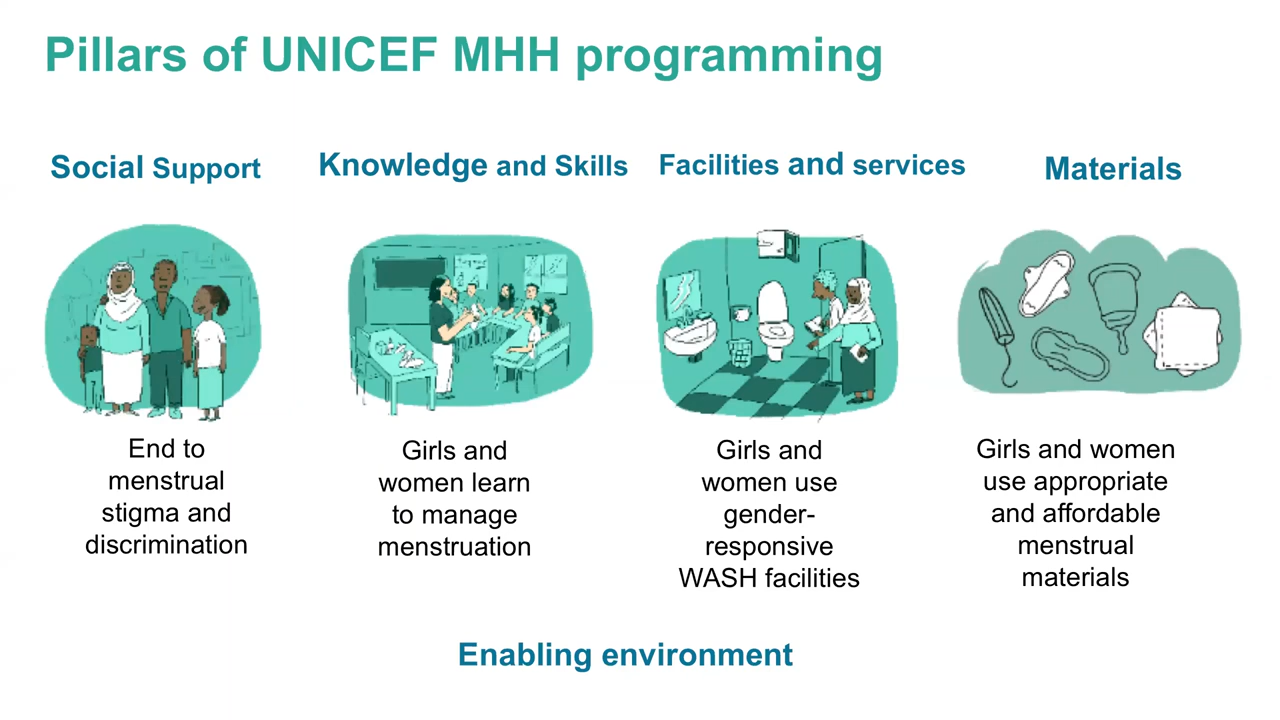 Pillars of UNICEF MHH programming
Social Support
End to
menstrual
stigma and
discrimination
Knowledge and Skills
Girls and
women learn
to manage
menstruation
Facilities and services
Girls and
women use
gender-
responsive
WASH facilities
Materials
Girls and women
use appropriate
and affordable
menstrual
materials
Enabling environment